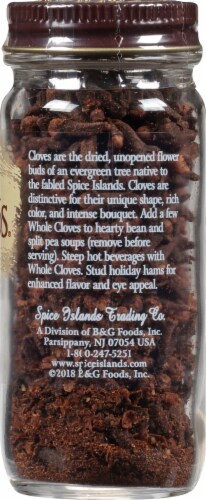 Cloves are the dried, unopened flower
buds of an evergreen tree native to
the fabled Spice Islands. Cloves are
distinctive for their unique shape, rich
color, and intense bouquet. Add a few
Whole Cloves to hearty bean and
split pea soups (remove before
serving). Steep hot beverages with
Whole Cloves. Stud holiday hams for
enhanced flavor and eye appeal.
Spice Islands Trading Co.
A Division of B&G Foods, Inc.
Parsippany, NJ 07054 USA
1-8( 0-247-5251
www.spiceislands.com
©2018 B&G Foods, Inc.